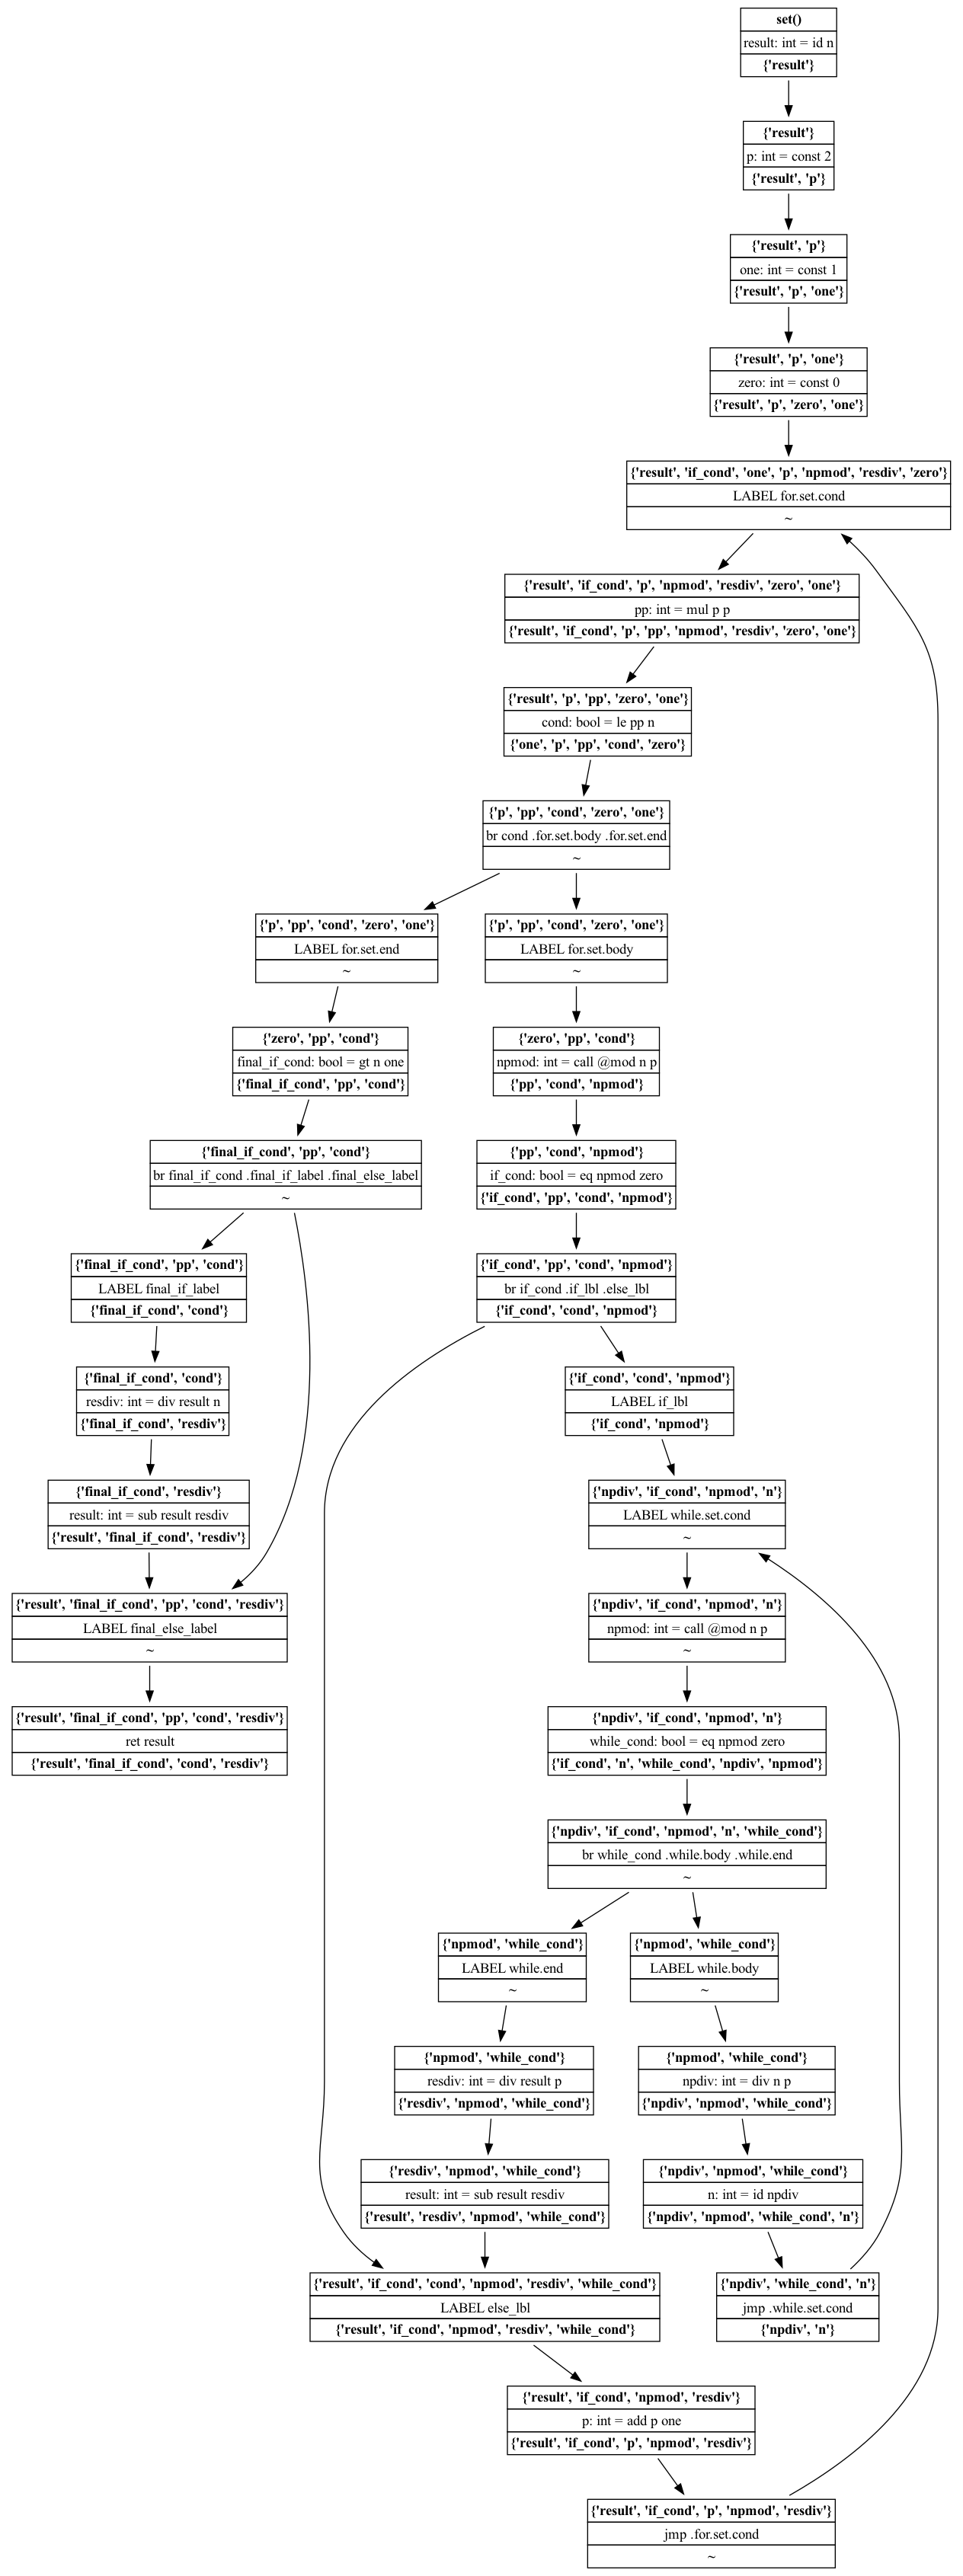 set()
result: int = id n
{'result'}
{'result'}
p: int = const 2
{'result', 'p'}
{'result', 'p'}
one: int = const 1
{'result', 'p', 'one'}
{'result', 'p', 'one'}
zero: int = const 0
{'result', 'p', 'zero', 'one'}
{'result', 'if_cond', 'one', 'p', 'npmod', 'resdiv', 'zero'}
LABEL for.set.cond
~
{'result', 'if_cond', 'p', 'npmod', 'resdiv', 'zero', 'one'}
pp: int = mul p p
{'result', 'if_cond', 'p', 'pp', 'npmod', 'resdiv', 'zero', 'one'}
{'result', 'p', 'pp', 'zero', 'one'}
cond: bool = le pp n
{'one', 'p', 'pp', 'cond', 'zero'}
{'p', 'pp', 'cond', 'zero', 'one'}
br cond .for.set.body .for.set.end
~
{'p', 'pp', 'cond', 'zero', 'one'}
LABEL for.set.end
~
{'p', 'pp', 'cond', 'zero', 'one'}
LABEL for.set.body
~
{'zero', 'pp', 'cond'}
final_if_cond: bool = gt n one
{'final_if_cond', 'pp', 'cond'}
{'zero', 'pp', 'cond'}
npmod: int = call @mod n p
{'pp', 'cond', 'npmod'}
{'final_if_cond', 'pp', 'cond'}
br final_if_cond .final_if_label .final_else_label
~
{'pp', 'cond', 'npmod'}
if_cond: bool = eq npmod zero
{'if_cond', 'pp', 'cond', 'npmod'}
{'final_if_cond', 'pp', 'cond'}
LABEL final_if_label
{'final_if_cond', 'cond'}
{'if_cond', 'pp', 'cond', 'npmod'}
br if_cond .if_lbl .else_lbl
{'if_cond', 'cond', 'npmod'}
{'final_if_cond', 'cond'}
resdiv: int = div result n
{'final_if_cond', 'resdiv'}
{'if_cond', 'cond', 'npmod'}
LABEL if_lbl
{'if_cond', 'npmod'}
{'final_if_cond', 'resdiv'}
result: int = sub result resdiv
{'result', 'final_if_cond', 'resdiv'}
{'npdiv', 'if_cond', 'npmod', 'n'}
LABEL while.set.cond
~
{'result', 'final_if_cond', 'pp', 'cond', 'resdiv'}
LABEL final_else_label
~
{'npdiv', 'if_cond', 'npmod', 'n'}
npmod: int = call @mod n p
~
{'result', 'final_if_cond', 'pp', 'cond', 'resdiv'}
ret result
{'result', 'final_if_cond', 'cond', 'resdiv'}
{'npdiv', 'if_cond', 'npmod', 'n'}
while_cond: bool = eq npmod zero
{'if_cond', 'n', 'while_cond', 'npdiv', 'npmod'}
{'npdiv', 'if_cond', 'npmod', 'n', 'while_cond'}
br while_cond .while.body .while.end
~
{'npmod', 'while_cond'}
LABEL while.end
~
{'npmod', 'while_cond'}
LABEL while.body
~
{'npmod', 'while_cond'}
resdiv: int = div result p
{'resdiv', 'npmod', 'while_cond'}
{'npmod', 'while_cond'}
npdiv: int = div n p
{'npdiv', 'npmod', 'while_cond'}
{'resdiv', 'npmod', 'while_cond'}
result: int = sub result resdiv
{'result', 'resdiv', 'npmod', 'while_cond'}
{'npdiv', 'npmod', 'while_cond'}
n: int = id npdiv
{'npdiv', 'npmod', 'while_cond', 'n'}
{'result', 'if_cond', 'cond', 'npmod', 'resdiv', 'while_cond'}
LABEL else_lbl
{'result', 'if_cond', 'npmod', 'resdiv', 'while_cond'}
{'npdiv', 'while_cond', 'n'}
jmp .while.set.cond
{'npdiv', 'n'}
{'result', 'if_cond', 'npmod', 'resdiv'}
p: int = add p one
{'result', 'if_cond', 'p', 'npmod', 'resdiv'}
{'result', 'if_cond', 'p', 'npmod', 'resdiv'}
jmp .for.set.cond
~